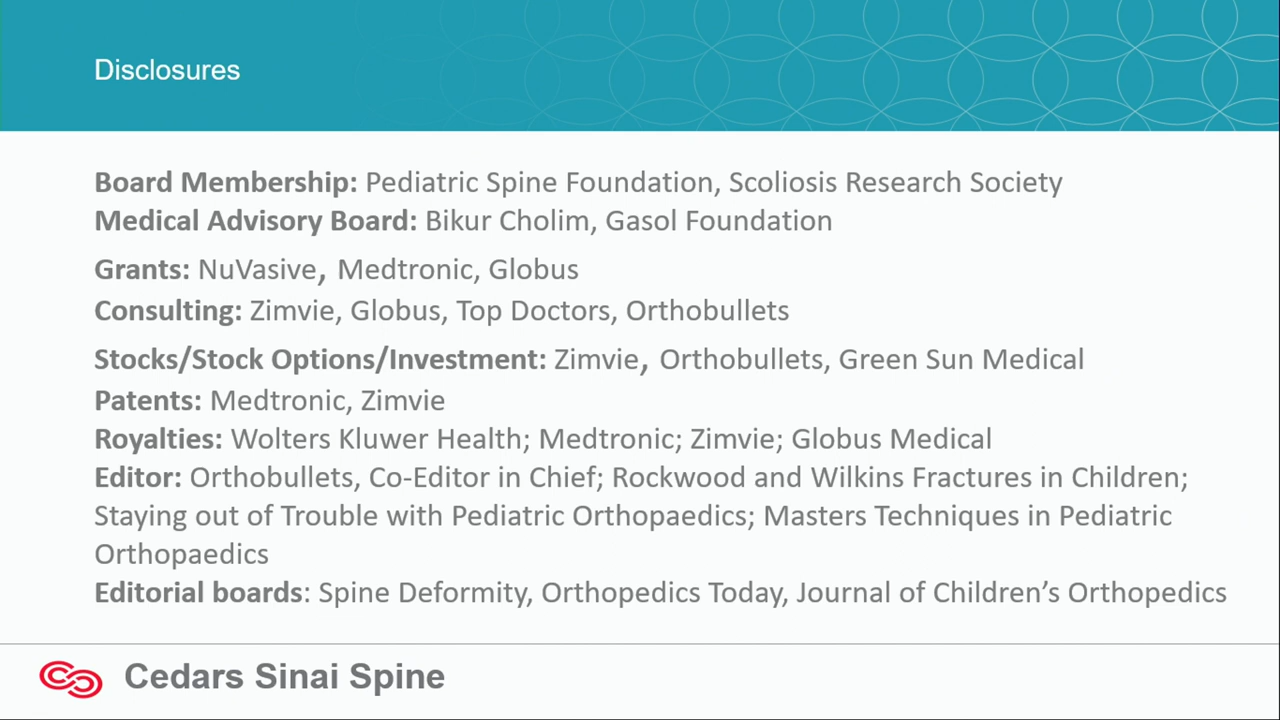 Disclosures
Board Membership: Pediatric Spine Foundation, Scoliosis Research Society
Medical Advisory Board: Bikur Cholim, Gasol Foundation
Grants: NuVasive, Medtronic, Globus
Consulting: Zimvie, Globus, Top Doctors, Orthobullets
Stocks/Stock Options/Investment: Zimvie, Orthobullets, Green Sun Medical
Patents: Medtronic, Zimvie
Royalties: Wolters Kluwer Health; Medtronic; Zimvie; Globus Medical
Editor: Orthobullets, Co-Editor in Chief; Rockwood and Wilkins Fractures in Children;
Staying out of Trouble with Pediatric Orthopaedics; Masters Techniques in Pediatric
Orthopaedics
Editorial boards: Spine Deformity, Orthopedics Today, Journal of Children’s Orthopedics
Cedars Sinai Spine